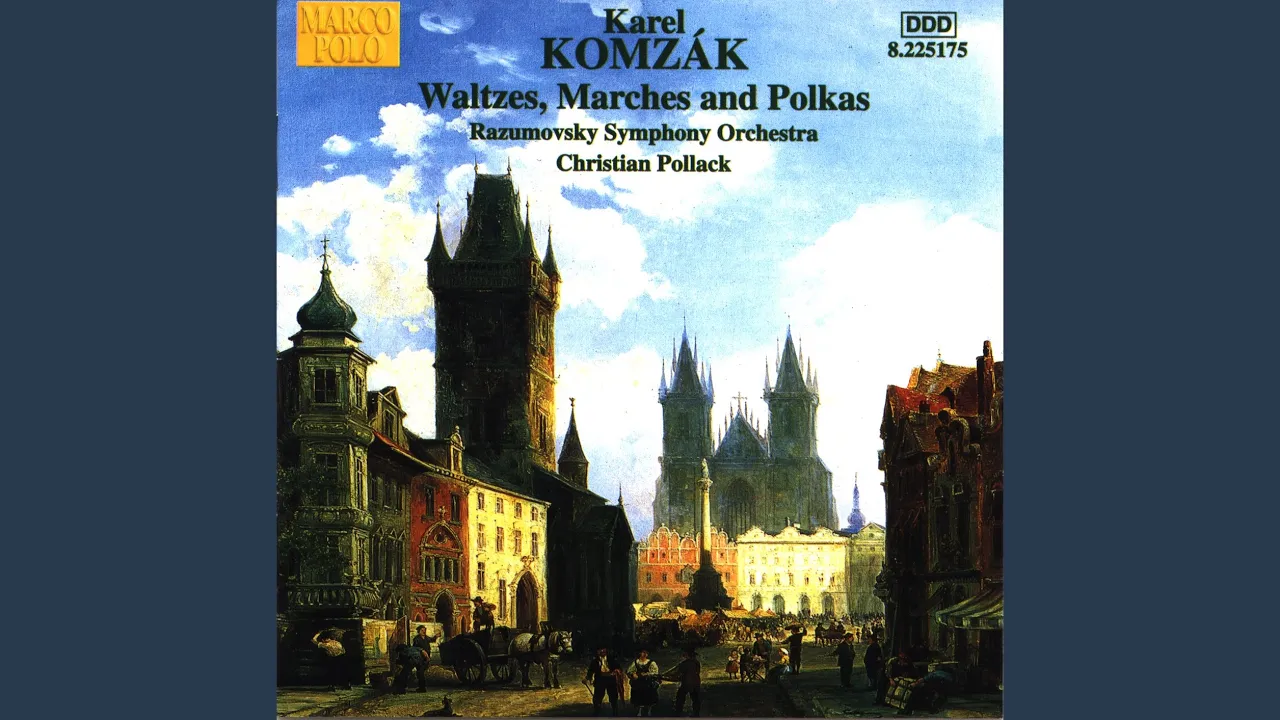 MARCO
POLO
Karel
KOMZÁK
Waltzes, Marches and Polkas
Razumovsky Symphony Orchestra
Christian Pollack
DDD
8.225175